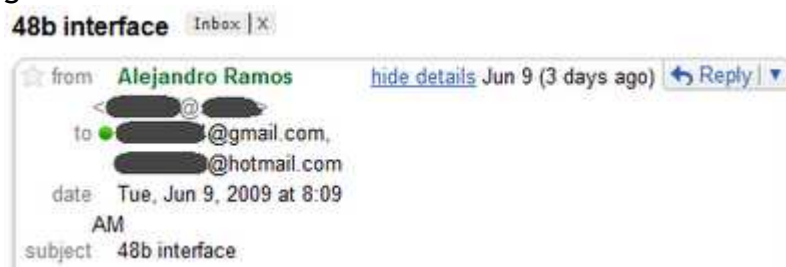 48b interface Inbox | X
from Alejandro Ramos hide details Jun 9 (3 days ago) Reply
< @ >
to @gmail.com,
@hotmail.com
date Tue, Jun 9, 2009 at 8:09
AM
subject 48b interface